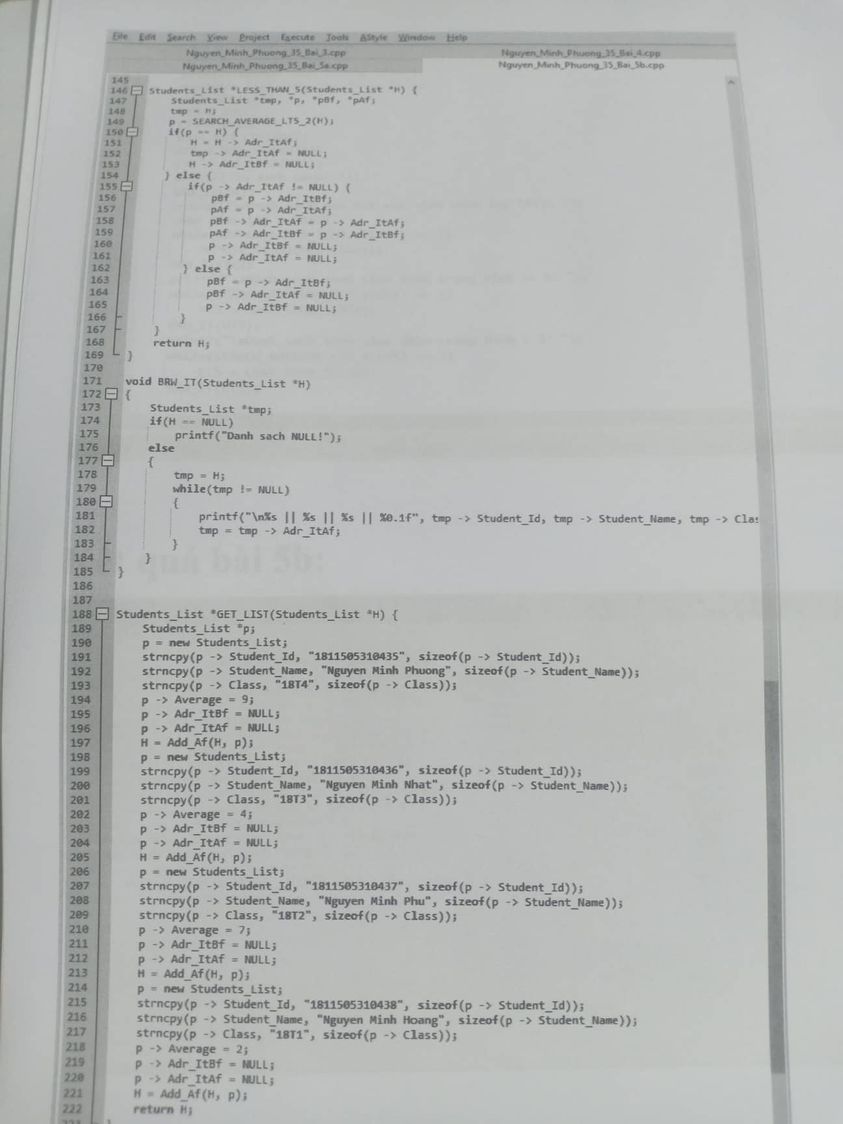 File Edit Search View Project Execute Tools AStyle Window Help
Nguyen_Minh_Phuong_35_Bai_3.cpp Nguyen_Minh_Phuong_35_Bai_4.cpp
Nguyen_Minh_Phuong_35_Bai_5a.cpp Nguyen_Minh_Phuong_35_Bai_5b.cpp
145
146 Students_List *LESS_THAN_5(Students_List *H) {
147 Students_List *tmp, *p, *pBf, *pAf;
148 tmp = H;
149 p = SEARCH_AVERAGE_LT5_2(H);
150 if(p == H) {
151 H = H -> Adr_ItAf;
152 tmp -> Adr_ItAf = NULL;
153 H -> Adr_ItBf = NULL;
154 } else {
155 if(p -> Adr_ItAf != NULL) {
156 pBf = p -> Adr_ItBf;
157 pAf = p -> Adr_ItAf;
158 pBf -> Adr_ItAf = p -> Adr_ItAf;
159 pAf -> Adr_ItBf = p -> Adr_ItBf;
160 p -> Adr_ItBf = NULL;
161 p -> Adr_ItAf = NULL;
162 } else {
163 pBf = p -> Adr_ItBf;
164 pBf -> Adr_ItAf = NULL;
165 p -> Adr_ItBf = NULL;
166 }
167 }
168 return H;
169 }
170
171 void BRW_IT(Students_List *H)
172 {
173 Students_List *tmp;
174 if(H == NULL)
175 printf("Danh sach NULL!");
176 else
177 {
178 tmp = H;
179 while(tmp != NULL)
180 {
181 printf("\n%s || %s || %s || %0.1f", tmp -> Student_Id, tmp -> Student_Name, tmp -> Clas
182 tmp = tmp -> Adr_ItAf;
183 }
184 }
185 }
186
187
188 Students_List *GET_LIST(Students_List *H) {
189 Students_List *p;
190 p = new Students_List;
191 strncpy(p -> Student_Id, "1811505310435", sizeof(p -> Student_Id));
192 strncpy(p -> Student_Name, "Nguyen Minh Phuong", sizeof(p -> Student_Name));
193 strncpy(p -> Class, "18T4", sizeof(p -> Class));
194 p -> Average = 9;
195 p -> Adr_ItBf = NULL;
196 p -> Adr_ItAf = NULL;
197 H = Add_Af(H, p);
198 p = new Students_List;
199 strncpy(p -> Student_Id, "1811505310436", sizeof(p -> Student_Id));
200 strncpy(p -> Student_Name, "Nguyen Minh Nhat", sizeof(p -> Student_Name));
201 strncpy(p -> Class, "18T3", sizeof(p -> Class));
202 p -> Average = 4;
203 p -> Adr_ItBf = NULL;
204 p -> Adr_ItAf = NULL;
205 H = Add_Af(H, p);
206 p = new Students_List;
207 strncpy(p -> Student_Id, "1811505310437", sizeof(p -> Student_Id));
208 strncpy(p -> Student_Name, "Nguyen Minh Phu", sizeof(p -> Student_Name));
209 strncpy(p -> Class, "18T2", sizeof(p -> Class));
210 p -> Average = 7;
211 p -> Adr_ItBf = NULL;
212 p -> Adr_ItAf = NULL;
213 H = Add_Af(H, p);
214 p = new Students_List;
215 strncpy(p -> Student_Id, "1811505310438", sizeof(p -> Student_Id));
216 strncpy(p -> Student_Name, "Nguyen Minh Hoang", sizeof(p -> Student_Name));
217 strncpy(p -> Class, "18T1", sizeof(p -> Class));
218 p -> Average = 2;
219 p -> Adr_ItBf = NULL;
220 p -> Adr_ItAf = NULL;
221 H = Add_Af(H, p);
222 return H;